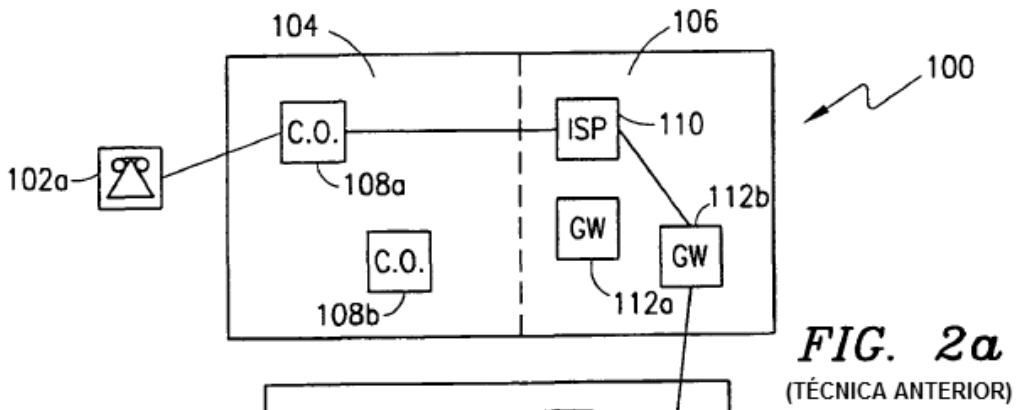 104
106
100
C.O.
ISP
110
102a
108a
112b
GW
GW
C.O.
112a
108b
FIG. 2a
(TÉCNICA ANTERIOR)